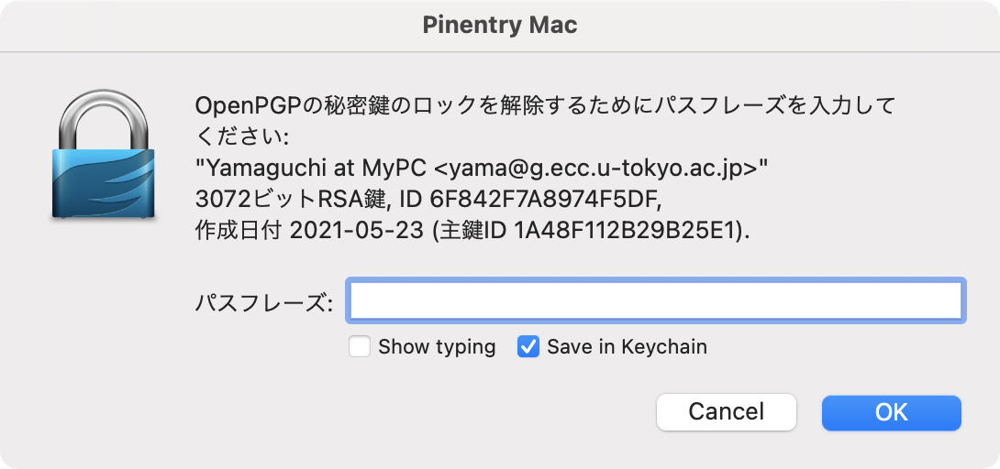 Pinentry Mac
OpenPGPの秘密鍵のロックを解除するためにパスフレーズを入力して
ください:
"Yamaguchi at MyPC <yama@g.ecc.u-tokyo.ac.jp>"
3072ビットRSA鍵, ID 6F842F7A8974F5DF,
作成日付 2021-05-23 (主鍵ID 1A48F112B29B25E1).
パスフレーズ:
Show typing Save in Keychain
Cancel OK